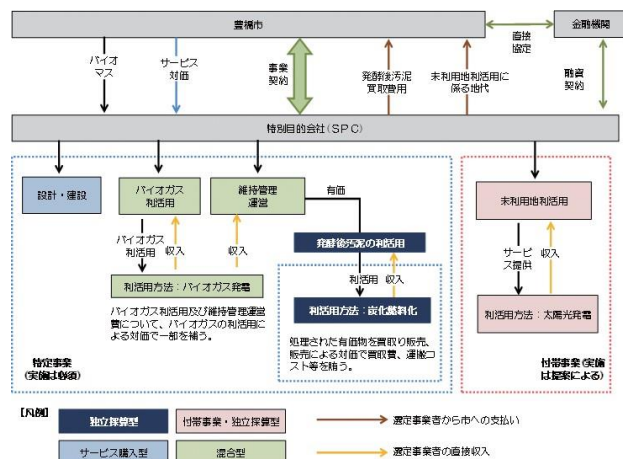 豊橋市
金融機関
直接
協定
バイオ
マス
サービス
対価
事業
契約
発酵後汚泥
買取費用
未利用地利用に
係る地代
融資
契約
特別目的会社(SPC)
設計・建設
バイオガス
利活用
維持管理
運営
有価
未利用地利活用
バイオガス
利活用
収入
収入
発酵後汚泥の利活用
サービ
ス提供
収入
利活用
収入
利活用方法：バイオガス発電
利活用方法：炭化燃料化
利活用方法：太陽光発電
バイオガス利活用及び維持管理運営
費について、バイオガスの利活用によ
る対価で一部を補う。
処理された有価物を買取り販売、
販売による対価で買取費、運搬コ
スト等を賄う。
特定事業
(実施は必須)
付帯事業(実施
は提案による)
[凡例]
独立採算型
付帯事業・独立採算型
選定事業者から市への支払い
サービス購入型
混合型
選定事業者の直接収入